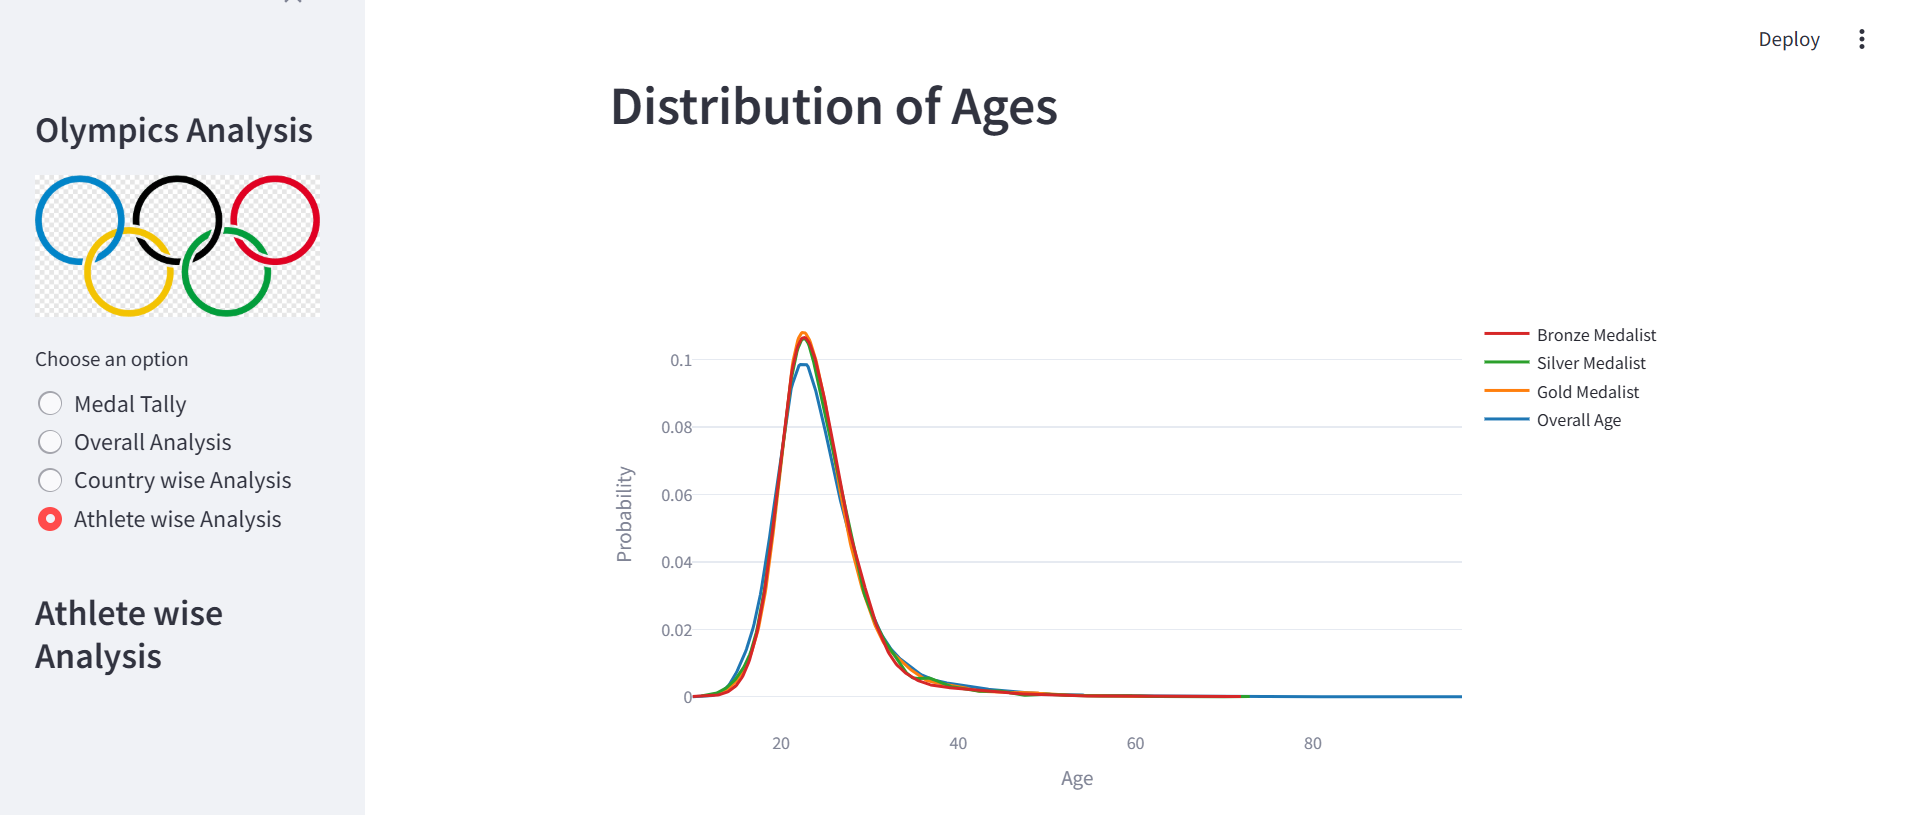 Deploy
Olympics Analysis
Choose an option
Medal Tally
Overall Analysis
Country wise Analysis
Athlete wise Analysis
Athlete wise
Analysis
Distribution of Ages
0.1
0.08
0.06
0.04
0.02
0
Probability
20 40 60 80
Age
Bronze Medalist
Silver Medalist
Gold Medalist
Overall Age